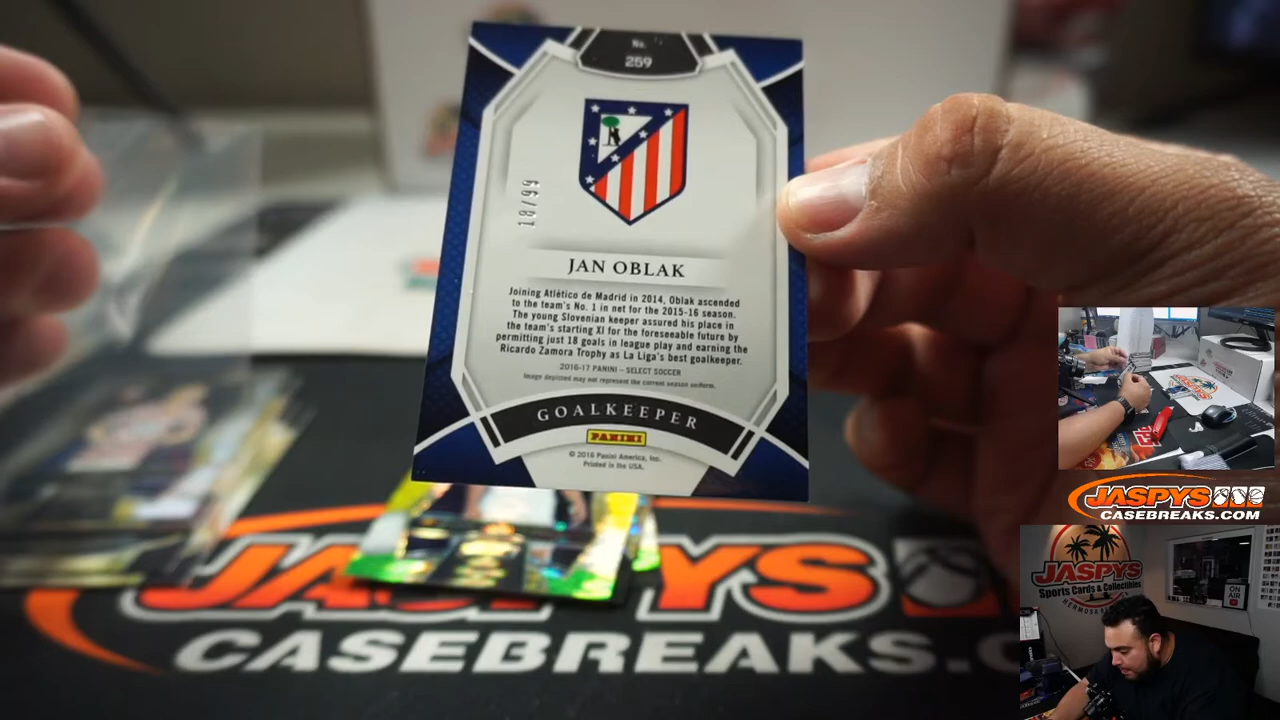 No.
259
18/99
JAN OBLAK
Joining Atlético de Madrid in 2014, Oblak ascended
to the team's No. 1 in net for the 2015-16 season.
The young Slovenian keeper assured his place in
the team's starting XI for the foreseeable future by
permitting just 18 goals in league play and earning the
Ricardo Zamora Trophy as La Liga's best goalkeeper.
2016-17 PANINI – SELECT SOCCER
Image depicted may not represent the current season uniform.
GOALKEEPER
PANINI
© 2016 Panini America, Inc.
Printed in the USA.
JASPYS
CASEBREAKS.C
JASPYS
CASEBREAKS.COM
JASPYS
Sports Cards & Collectibles
ON
AIR